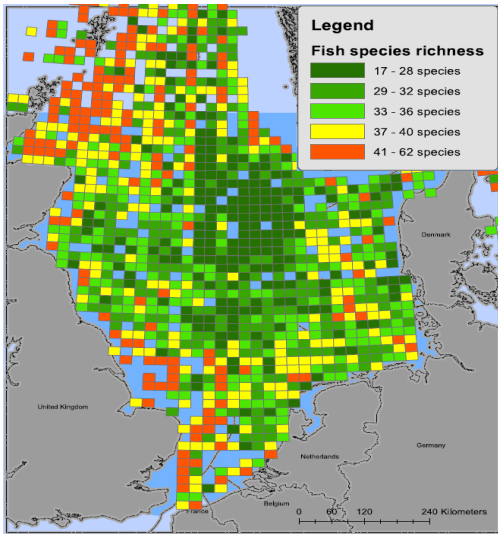 Legend
Fish species richness
17 - 28 species
29 - 32 species
33 - 36 species
37 - 40 species
41 - 62 species
Denmark
United Kingdom
Germany
Netherlands
Belgium
France
0 60 120 240 Kilometers